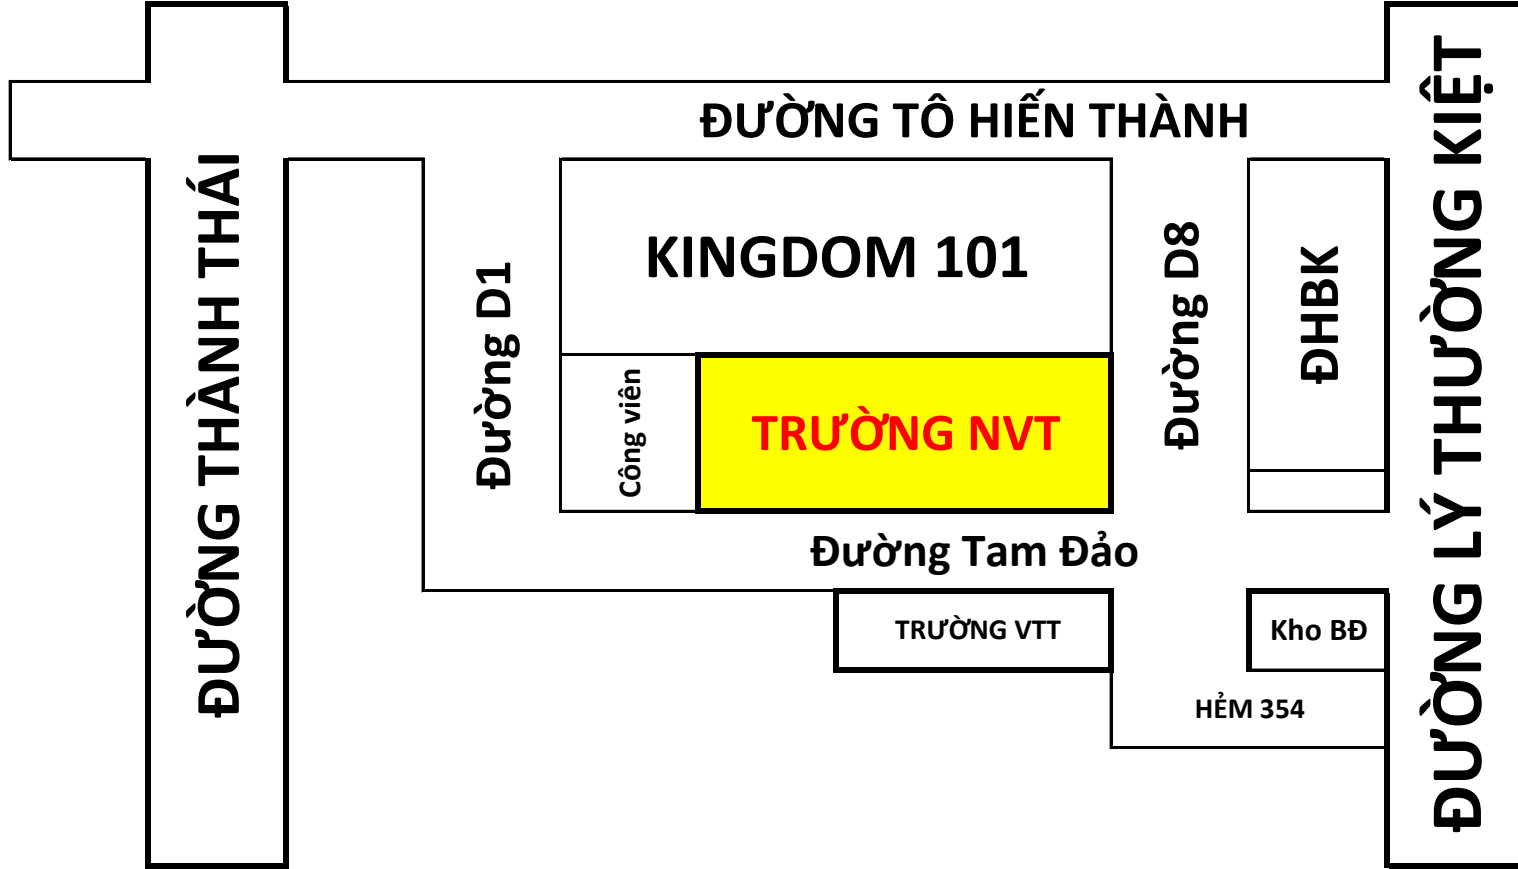 ĐƯỜNG TÔ HIẾN THÀNH
ĐƯỜNG THÀNH THÁI
Đường D1
KINGDOM 101
Đường D8
ĐHBK
ĐƯỜNG LÝ THƯỜNG KIỆT
Công viên
TRƯỜNG NVT
Đường Tam Đảo
TRƯỜNG VTT
Kho BĐ
HẺM 354